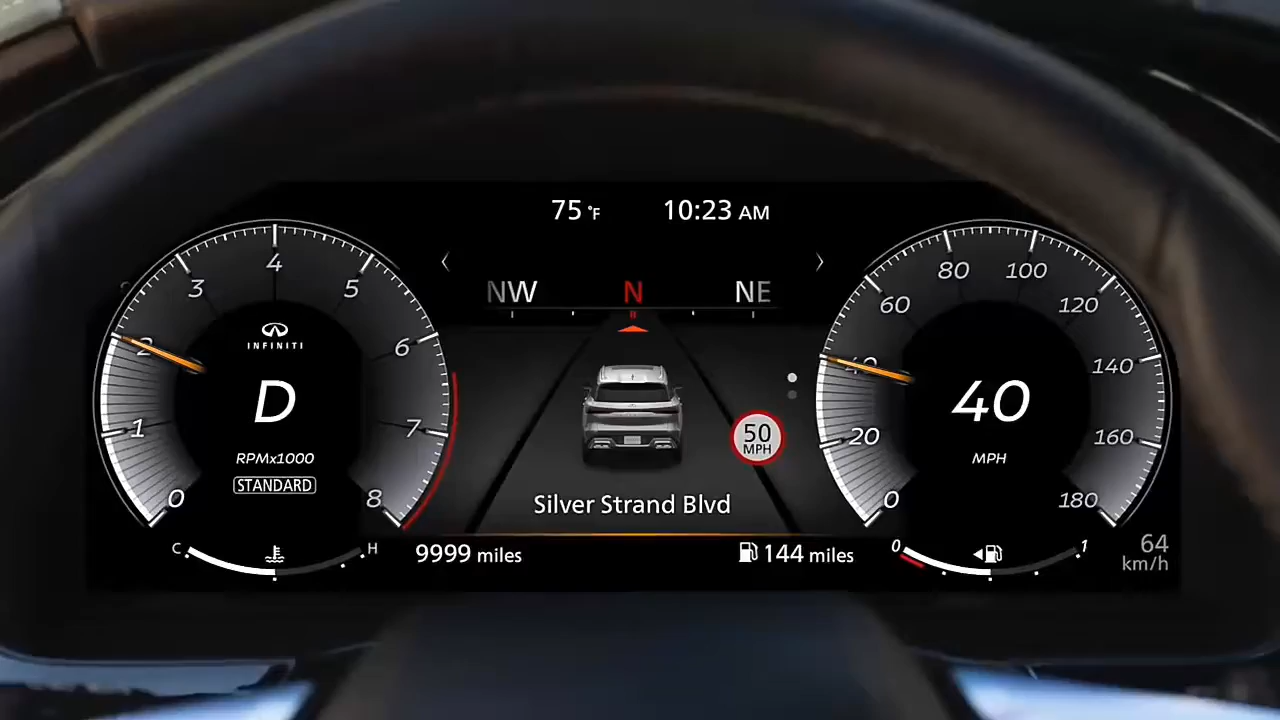 75 °F 10:23 AM
NW N NE
0 1 2 3 4 5 6 7 8
INFINITI
D
RPMx1000
STANDARD
C H
50
MPH
Silver Strand Blvd
9999 miles
144 miles
0 20 40 60 80 100 120 140 160 180
40
MPH
0 1
64
km/h